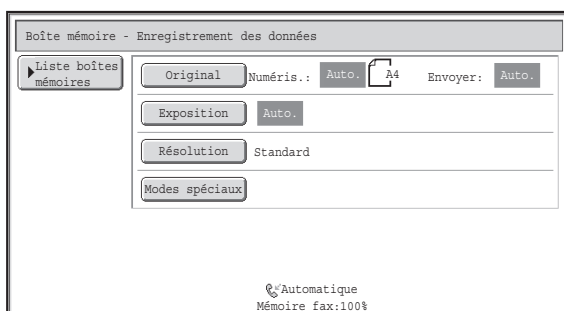 Boîte mémoire - Enregistrement des données
Liste boîtes
mémoires
Original Numéris.: Auto. A4 Envoyer: Auto.
Exposition Auto.
Résolution Standard
Modes spéciaux
Automatique
Mémoire fax:100%